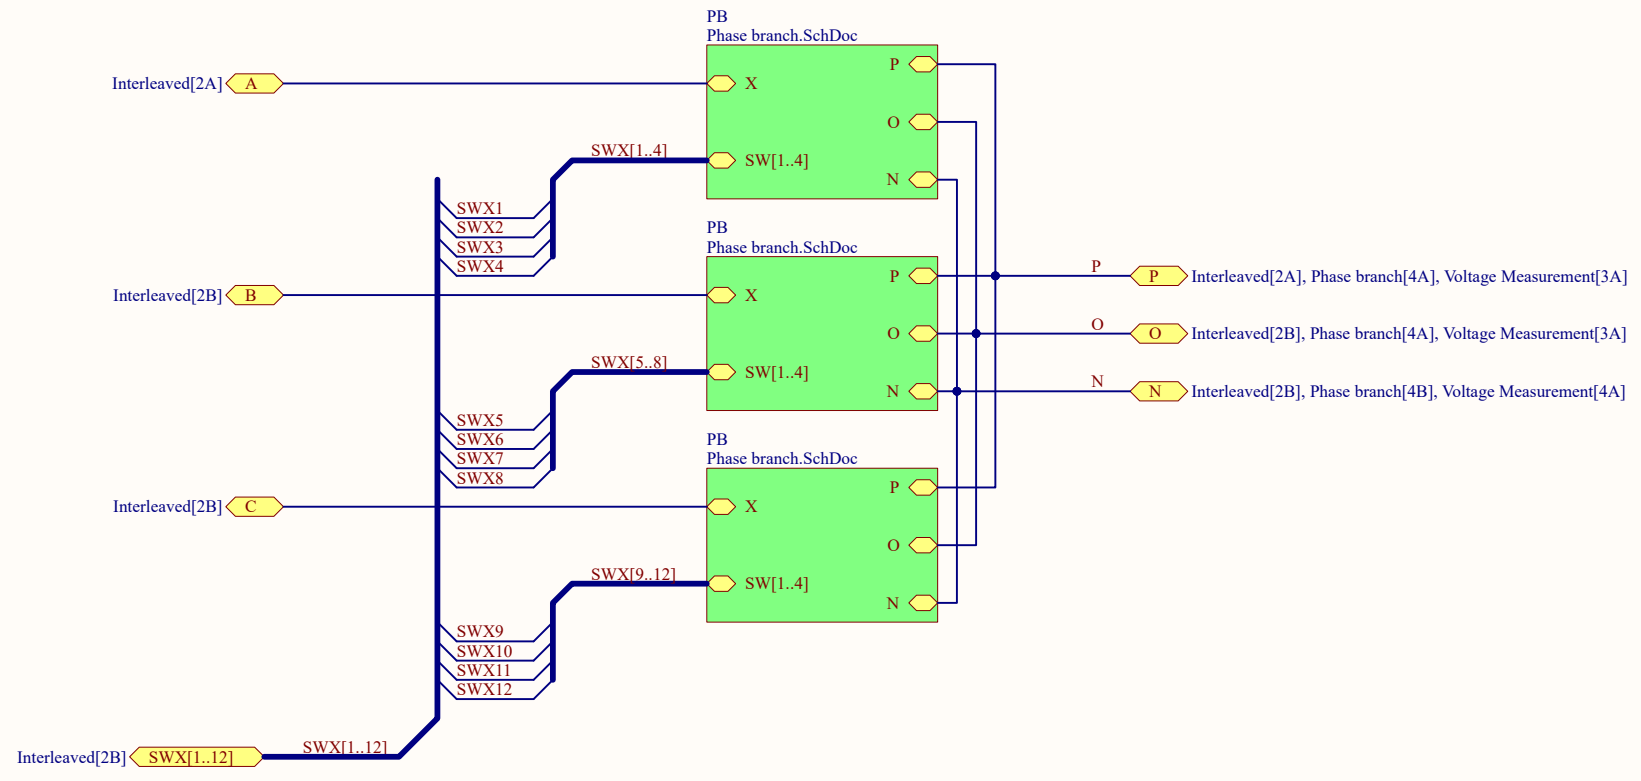 PB
Phase branch.SchDoc
Interleaved[2A] A
X
P
O
SW[1..4]
N
SWX[1..4]
SWX1
SWX2
SWX3
SWX4
PB
Phase branch.SchDoc
Interleaved[2B] B
X
P
O
SW[1..4]
N
P
P Interleaved[2A], Phase branch[4A], Voltage Measurement[3A]
O
O Interleaved[2B], Phase branch[4A], Voltage Measurement[3A]
N
N Interleaved[2B], Phase branch[4B], Voltage Measurement[4A]
SWX[5..8]
SWX5
SWX6
SWX7
SWX8
PB
Phase branch.SchDoc
Interleaved[2B] C
X
P
O
SW[1..4]
N
SWX[9..12]
SWX9
SWX10
SWX11
SWX12
Interleaved[2B] SWX[1..12]
SWX[1..12]